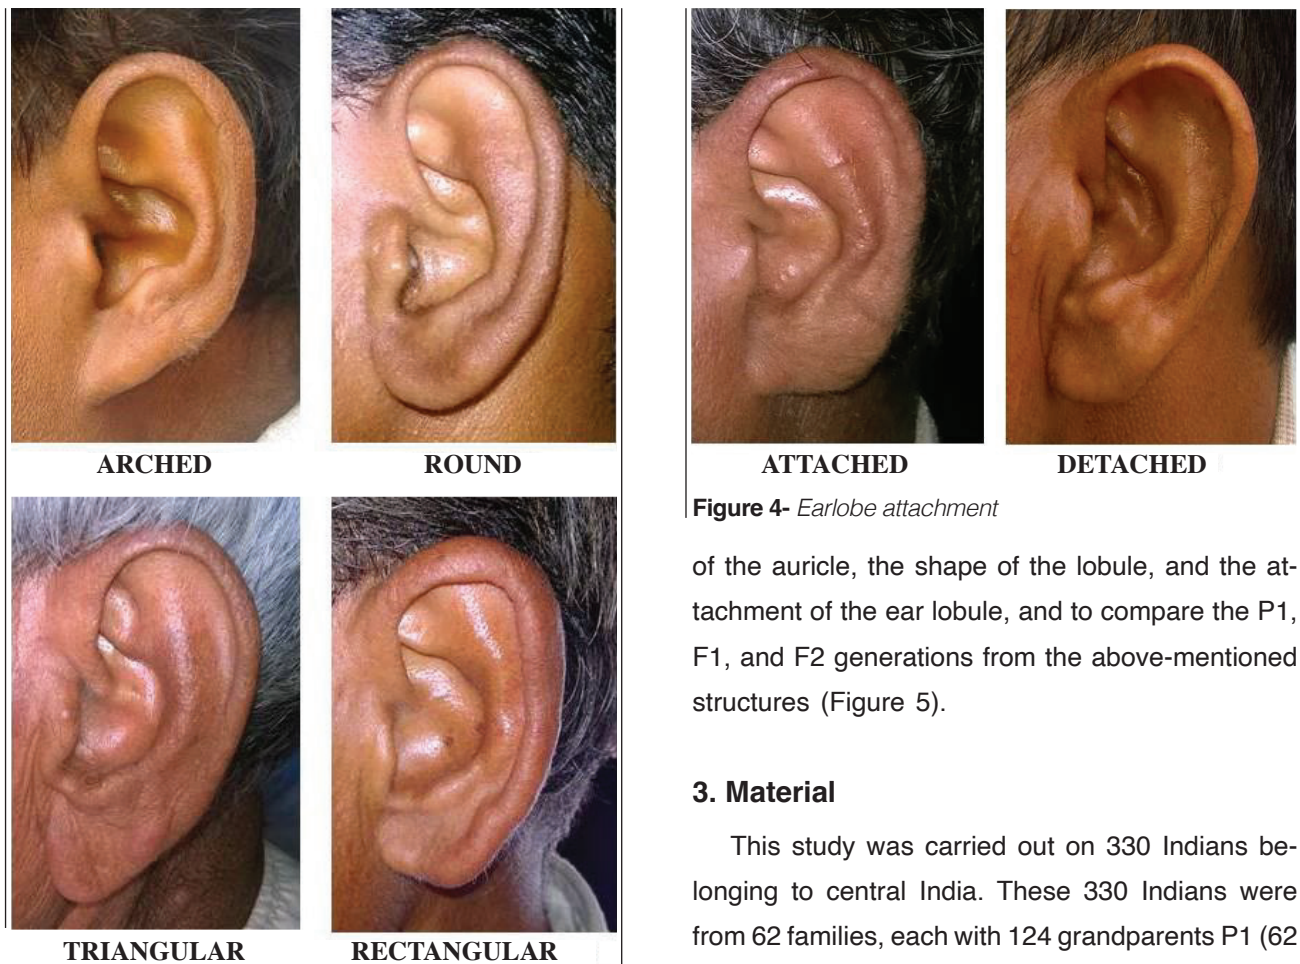 ARCHED
ROUND
TRIANGULAR
RECTANGULAR
ATTACHED
DETACHED
Figure 4- Earlobe attachment
of the auricle, the shape of the lobule, and the at-
tachment of the ear lobule, and to compare the P1,
F1, and F2 generations from the above-mentioned
structures (Figure 5).
3. Material
This study was carried out on 330 Indians be-
longing to central India. These 330 Indians were
from 62 families, each with 124 grandparents P1 (62